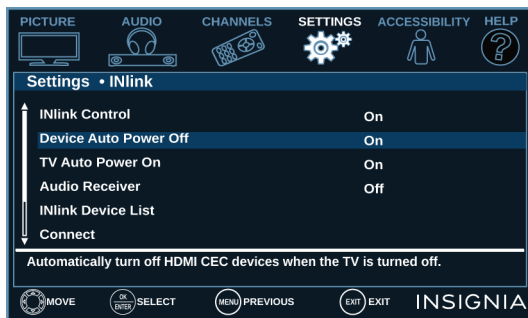 PICTURE AUDIO CHANNELS SETTINGS ACCESSIBILITY HELP
?
Settings • INlink
INlink Control On
Device Auto Power Off On
TV Auto Power On On
Audio Receiver Off
INlink Device List
Connect
Automatically turn off HDMI CEC devices when the TV is turned off.
MOVE OK ENTER SELECT MENU PREVIOUS EXIT EXIT INSIGNIA